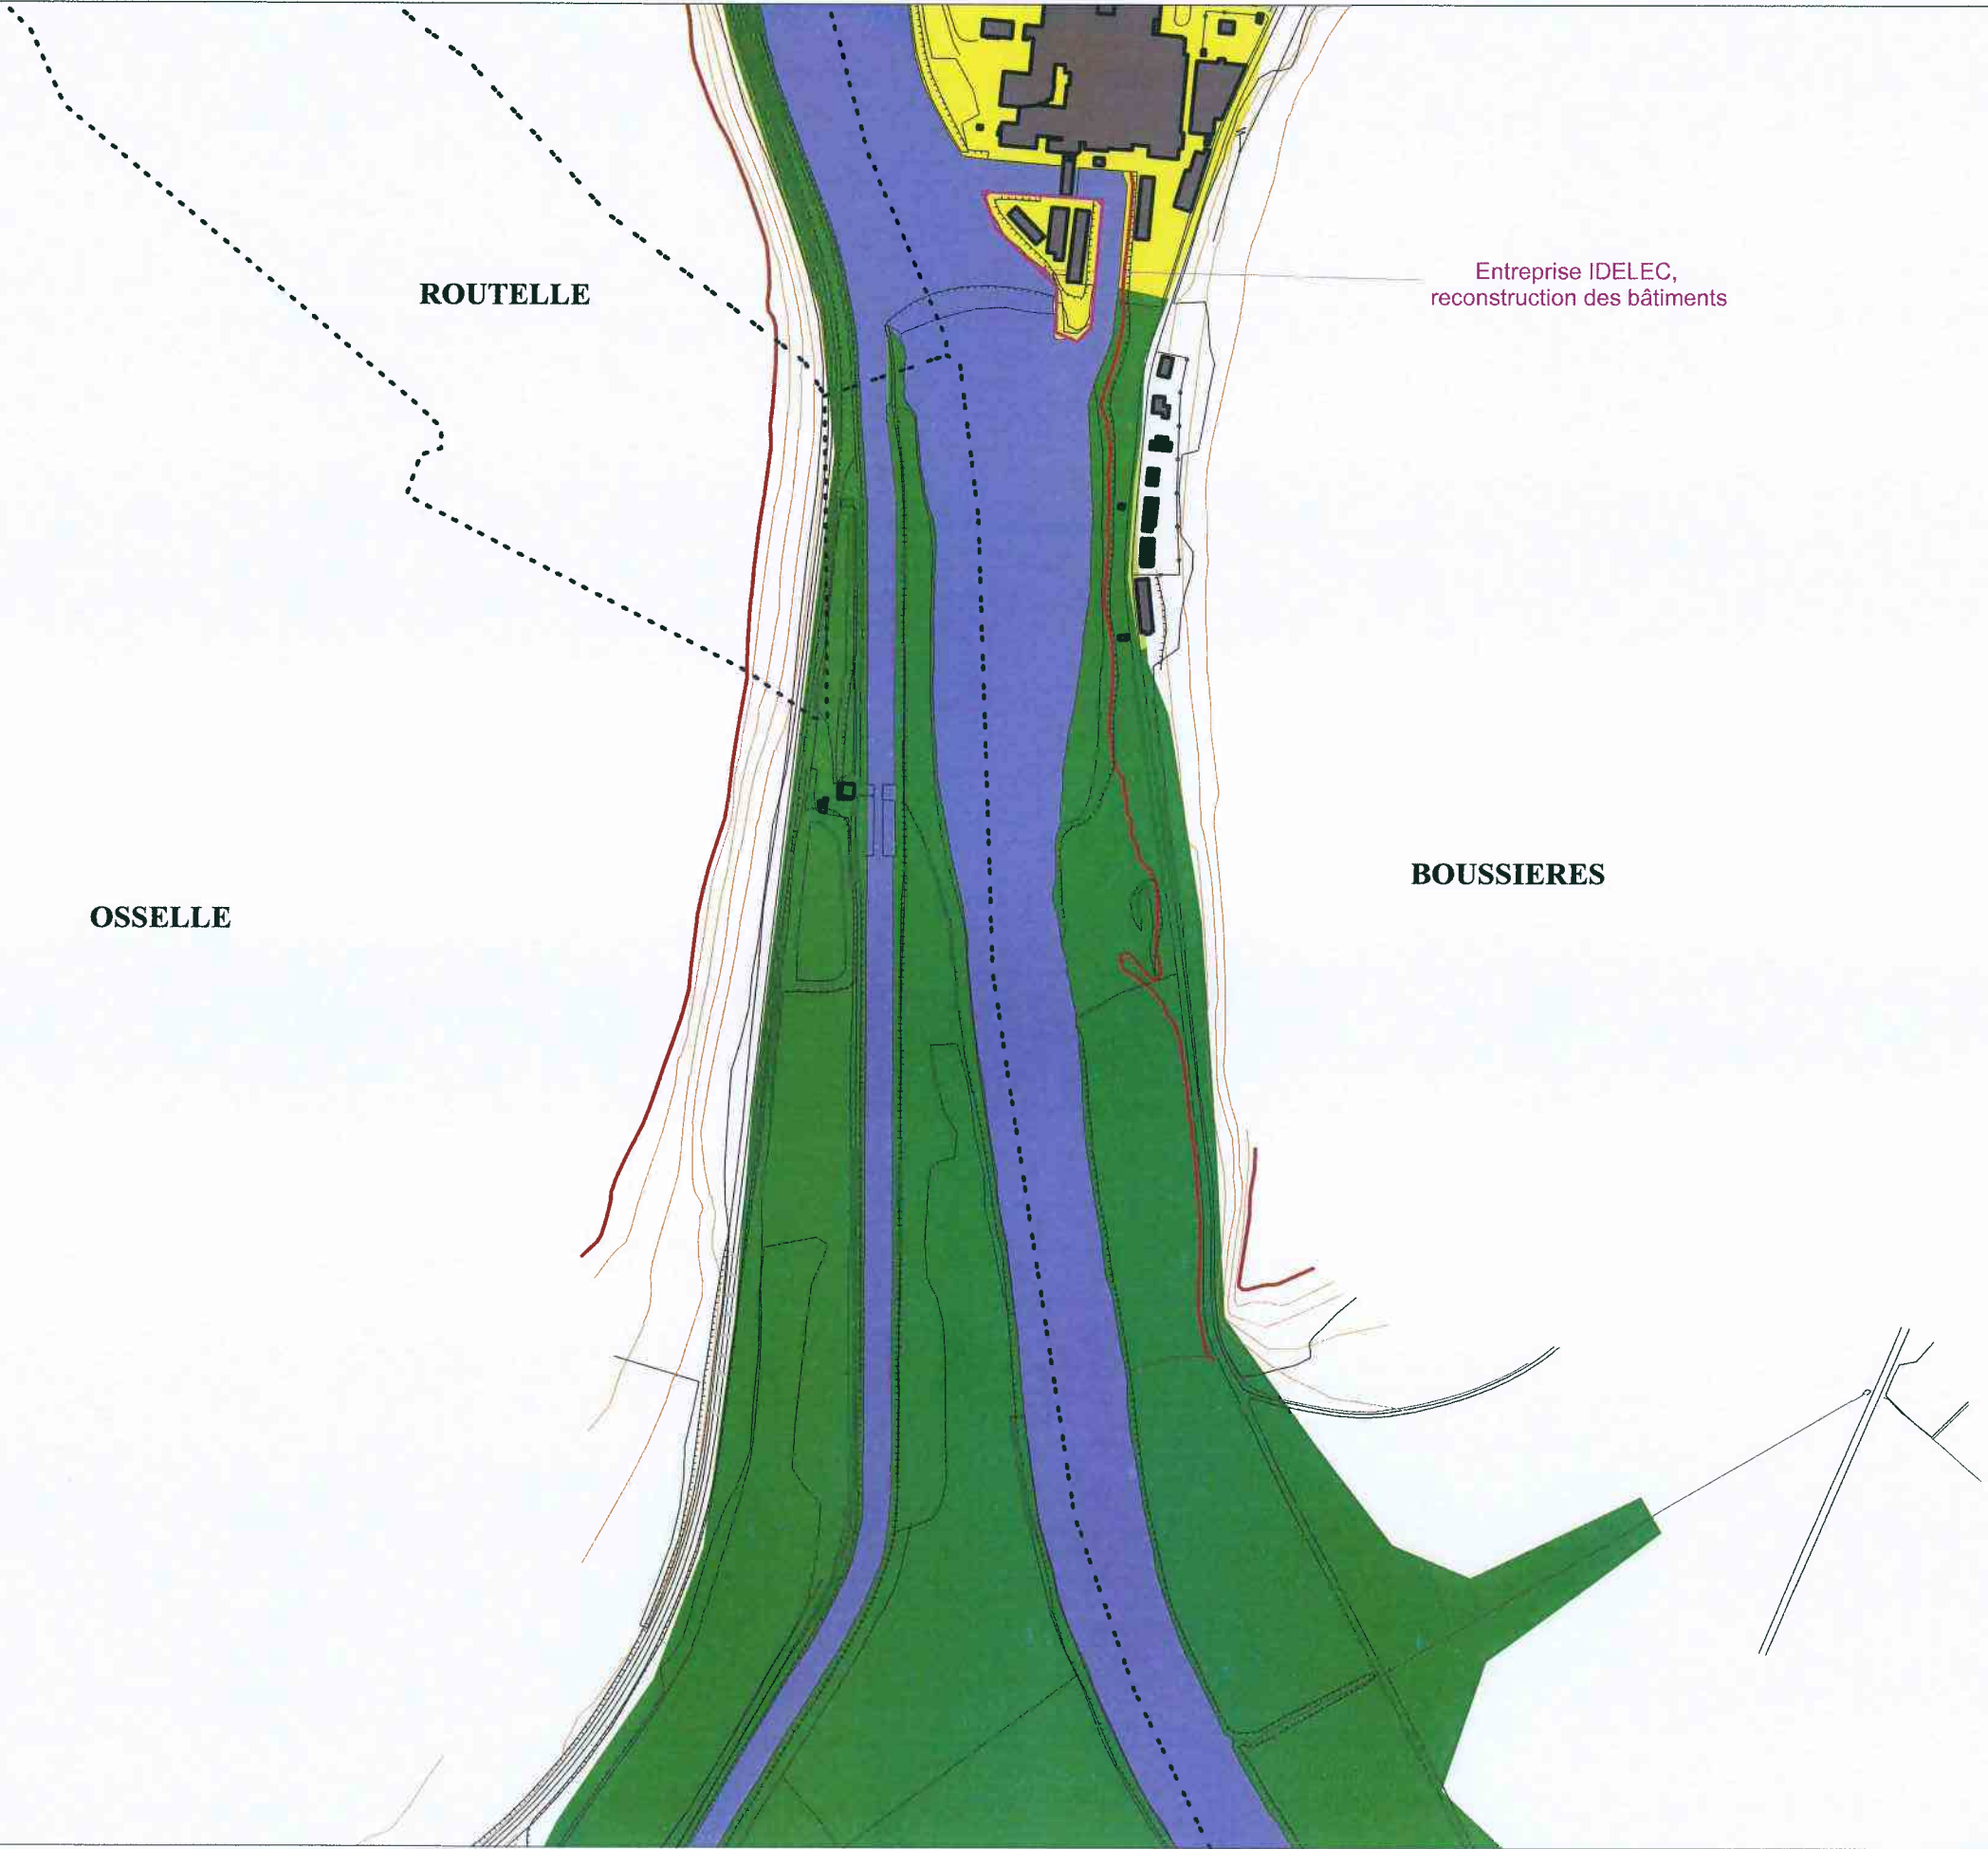 Entreprise IDELEC,
reconstruction des bâtiments
ROUTELLE
BOUSSIERES
OSSELLE